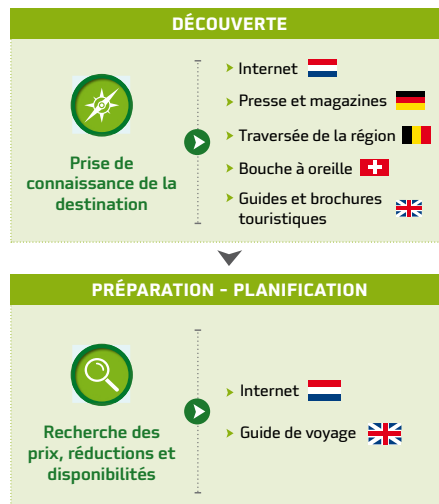 DÉCOUVERTE
Prise de
connaissance de la
destination
Internet
Presse et magazines
Traversée de la région
Bouche à oreille
Guides et brochures
touristiques
PRÉPARATION - PLANIFICATION
Recherche des
prix, réductions et
disponibilités
Internet
Guide de voyage